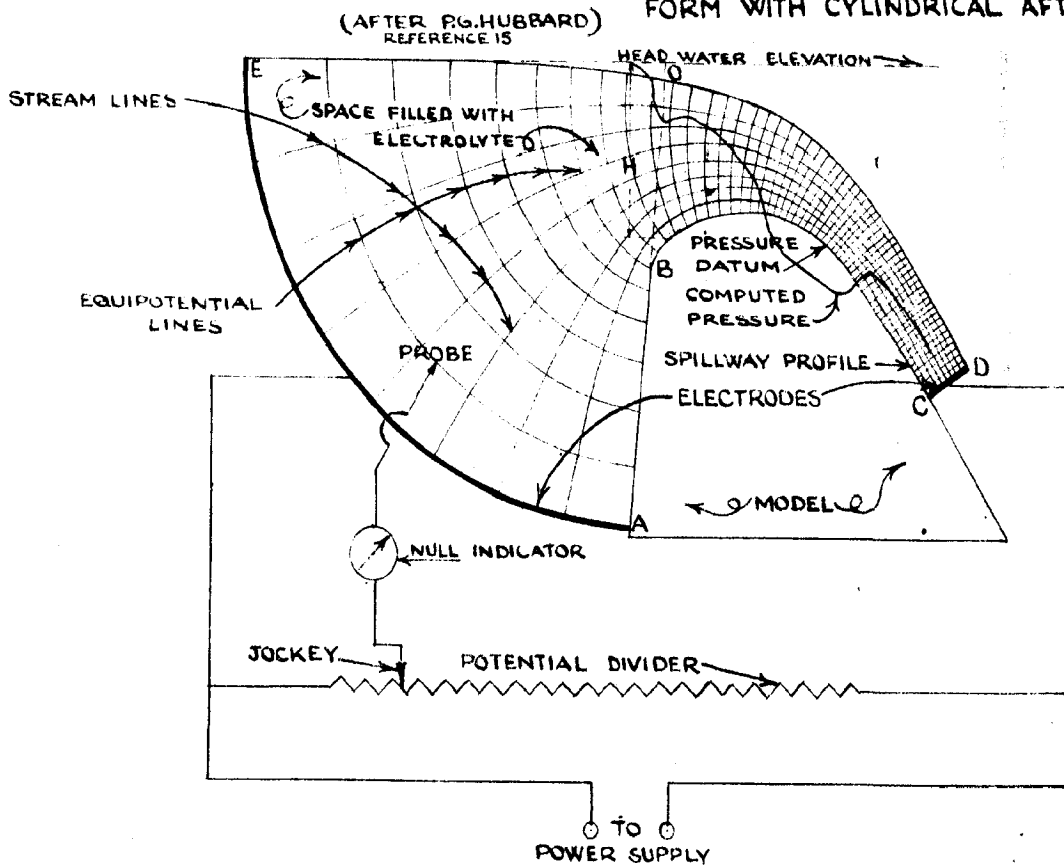 (AFTER P.G.HUBBARD)
REFERENCE 15
FORM WITH CYLINDRICAL
HEAD WATER ELEVATION
E
O
STREAM LINES
SPACE FILLED WITH
ELECTROLYTE
H
B
PRESSURE
DATUM
COMPUTED
PRESSURE
EQUIPOTENTIAL
LINES
PROBE
SPILLWAY PROFILE
D
ELECTRODES
C
MODEL
A
NULL INDICATOR
JOCKEY
POTENTIAL DIVIDER
TO
POWER SUPPLY